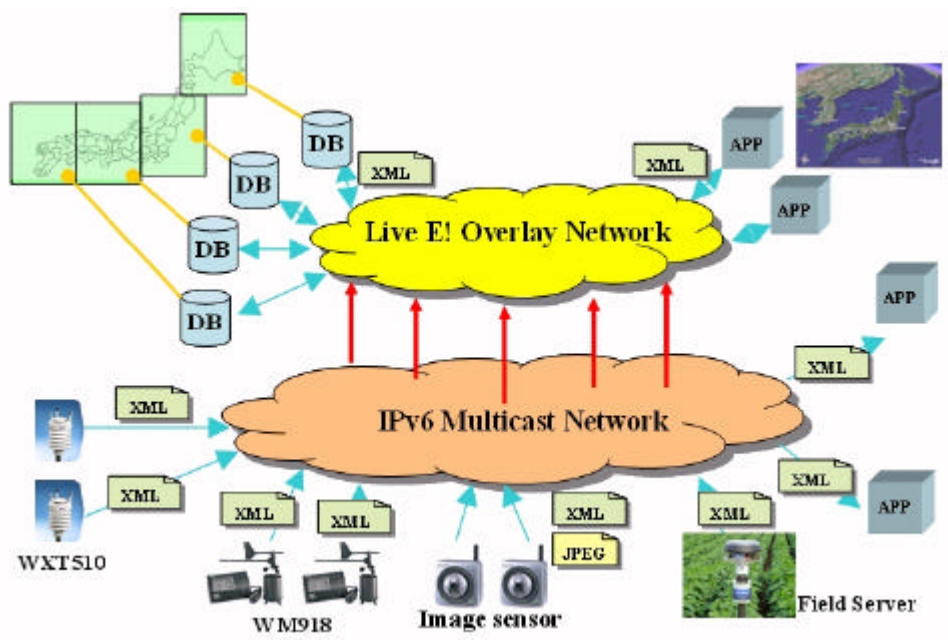 DB
DB
DB
DB
XML
XML
APP
APP
Live E! Overlay Network
APP
XML
IPv6 Multicast Network
XML
XML
WXT510
XML
XML
WM918
XML
JPEG
Image sensor
XML
Field Server
XML
APP